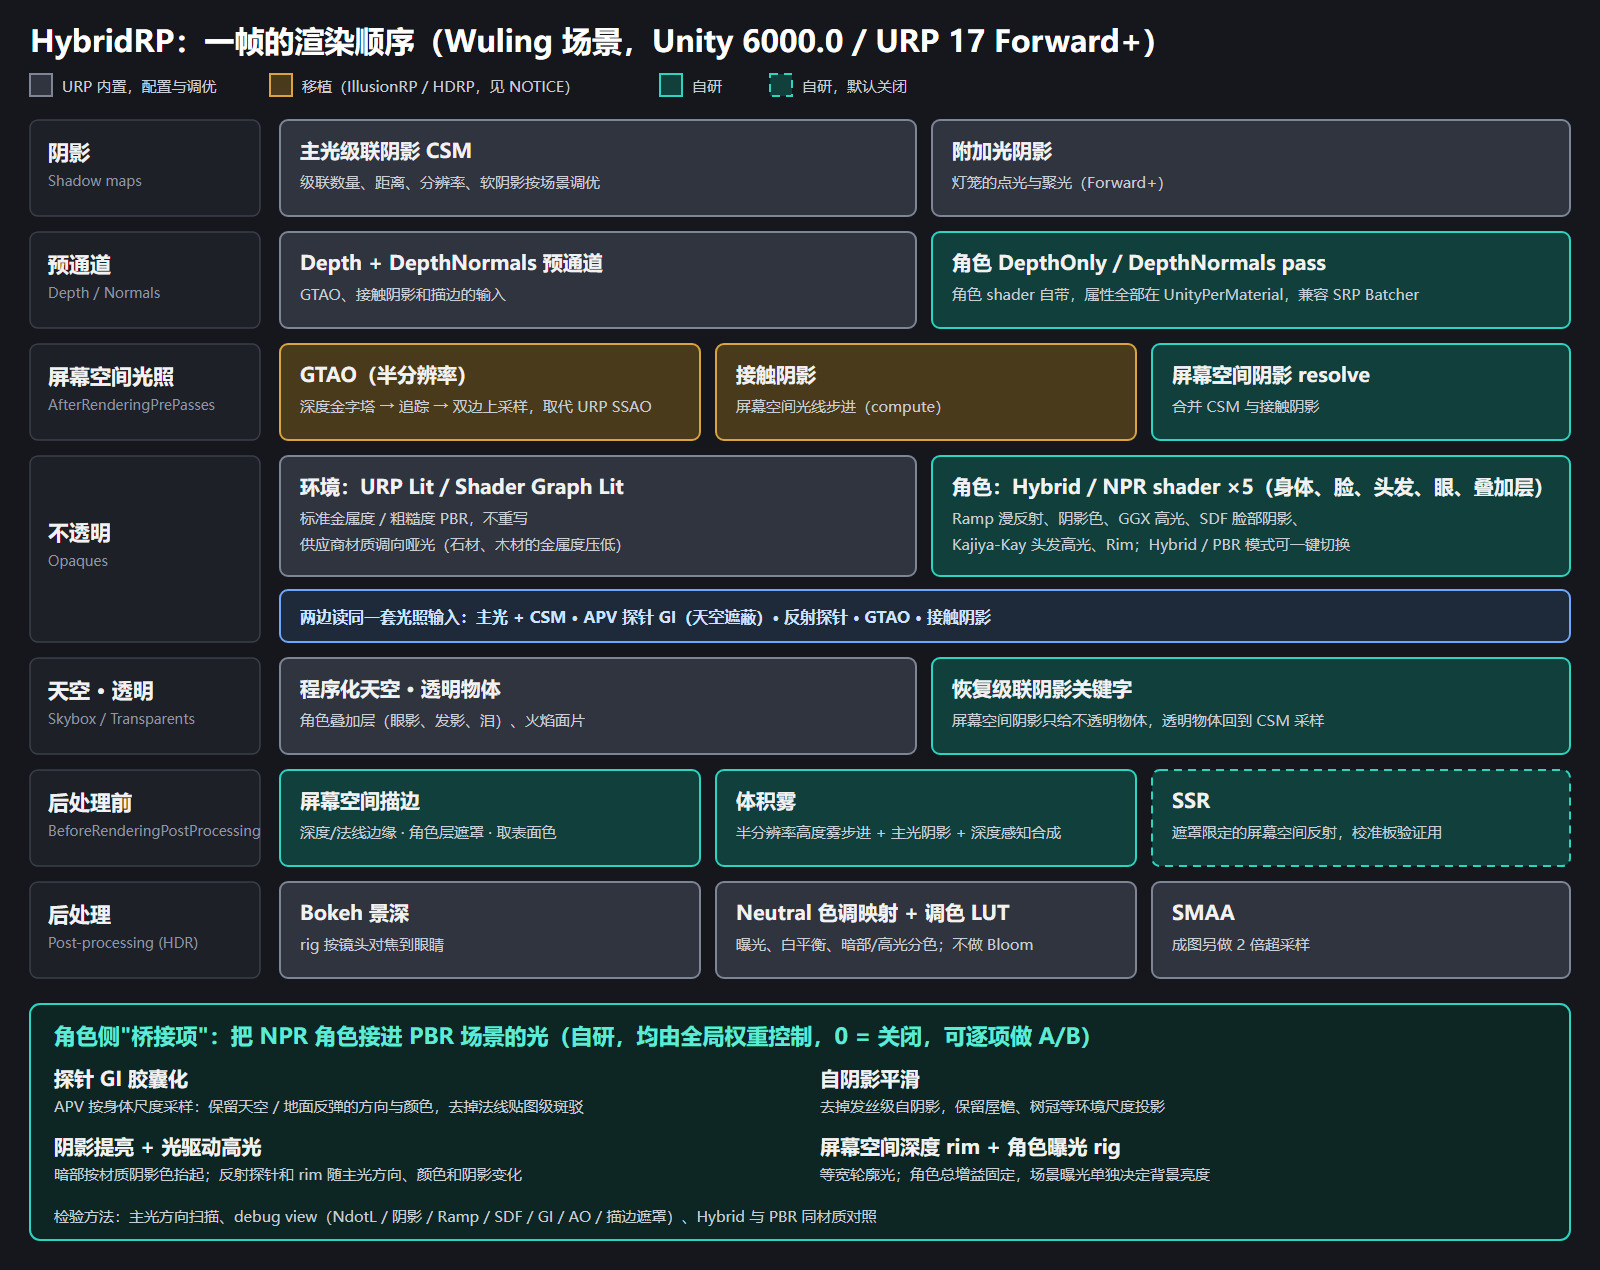 HybridRP：一帧的渲染顺序（Wuling 场景，Unity 6000.0 / URP 17 Forward+）
URP 内置，配置与调优
移植（IllusionRP / HDRP，见 NOTICE）
自研
自研，默认关闭
阴影
Shadow maps
主光级联阴影 CSM
级联数量、距离、分辨率、软阴影按场景调优
附加光阴影
灯笼的点光与聚光（Forward+）
预通道
Depth / Normals
Depth + DepthNormals 预通道
GTAO、接触阴影和描边的输入
角色 DepthOnly / DepthNormals pass
角色 shader 自带，属性全部在 UnityPerMaterial，兼容 SRP Batcher
屏幕空间光照
AfterRenderingPrePasses
GTAO（半分辨率）
深度金字塔 → 追踪 → 双边上采样，取代 URP SSAO
接触阴影
屏幕空间光线步进（compute）
屏幕空间阴影 resolve
合并 CSM 与接触阴影
不透明
Opaques
环境：URP Lit / Shader Graph Lit
标准金属度 / 粗糙度 PBR，不重写
供应商材质调向哑光（石材、木材的金属度压低）
角色：Hybrid / NPR shader ×5（身体、脸、头发、眼、叠加层）
Ramp 漫反射、阴影色、GGX 高光、SDF 脸部阴影、
Kajiya-Kay 头发高光、Rim；Hybrid / PBR 模式可一键切换
两边读同一套光照输入：主光 + CSM • APV 探针 GI（天空遮蔽）• 反射探针 • GTAO • 接触阴影
天空 • 透明
Skybox / Transparents
程序化天空 • 透明物体
角色叠加层（眼影、发影、泪）、火焰面片
恢复级联阴影关键字
屏幕空间阴影只给不透明物体，透明物体回到 CSM 采样
后处理前
BeforeRenderingPostProcessing
屏幕空间描边
深度/法线边缘 · 角色层遮罩 · 取表面色
体积雾
半分辨率高度雾步进 + 主光阴影 + 深度感知合成
SSR
遮罩限定的屏幕空间反射，校准板验证用
后处理
Post-processing (HDR)
Bokeh 景深
rig 按镜头对焦到眼睛
Neutral 色调映射 + 调色 LUT
曝光、白平衡、暗部/高光分色；不做 Bloom
SMAA
成图另做 2 倍超采样
角色侧"桥接项"：把 NPR 角色接进 PBR 场景的光（自研，均由全局权重控制，0 = 关闭，可逐项做 A/B）
探针 GI 胶囊化
APV 按身体尺度采样：保留天空 / 地面反弹的方向与颜色，去掉法线贴图级斑驳
自阴影平滑
去掉发丝级自阴影，保留屋檐、树冠等环境尺度投影
阴影提亮 + 光驱动高光
暗部按材质阴影色抬起；反射探针和 rim 随主光方向、颜色和阴影变化
屏幕空间深度 rim + 角色曝光 rig
等宽轮廓光；角色总增益固定，场景曝光单独决定背景亮度
检验方法：主光方向扫描、debug view（NdotL / 阴影 / Ramp / SDF / GI / AO / 描边遮罩）、Hybrid 与 PBR 同材质对照